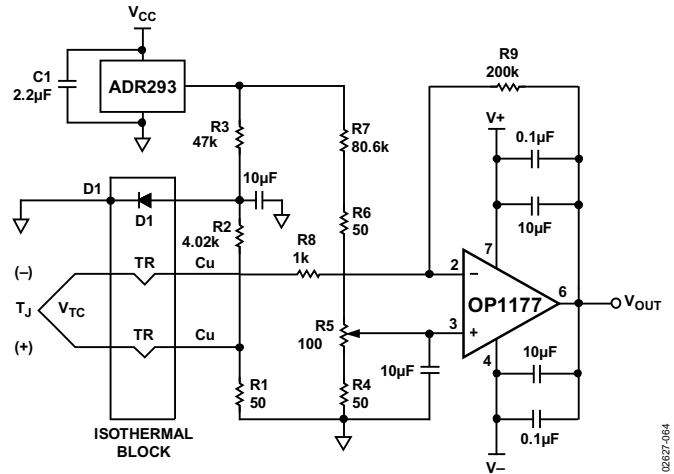 VCC
C1
2.2µF
ADR293
R9
200k
R3
47k
R7
80.6k
V+
0.1µF
10µF
D1
D1
10µF
R2
4.02k
R6
50
R8
1k
7
(–)
TR
Cu
2
–
OP1177
6
VOUT
TJ
VTC
R5
100
3
+
(+)
TR
Cu
4
10µF
10µF
R1
50
R4
50
0.1µF
ISOTHERMAL
BLOCK
V–
02627-064